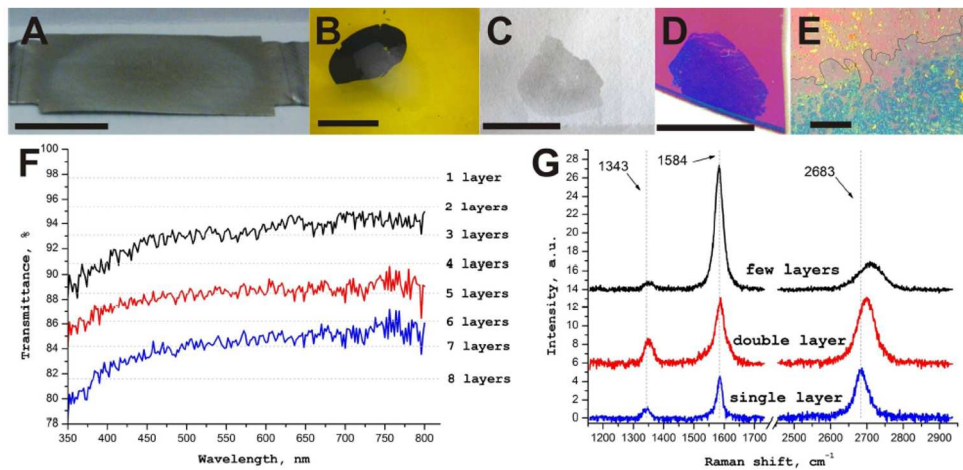 A
B
C
D
E
F
98
96
94
92
90
88
86
84
82
80
78
Transmittance, %
350
400
450
500
550
600
650
700
750
800
Wavelength, nm
1 layer
2 layers
3 layers
4 layers
5 layers
6 layers
7 layers
8 layers
G
28
26
24
22
20
18
16
14
12
10
8
6
4
2
0
Intensity, a.u.
1343
1584
2683
few layers
double layer
single layer
1200
1300
1400
1500
1600
1700
2500
2600
2700
2800
2900
Raman shift, cm⁻¹